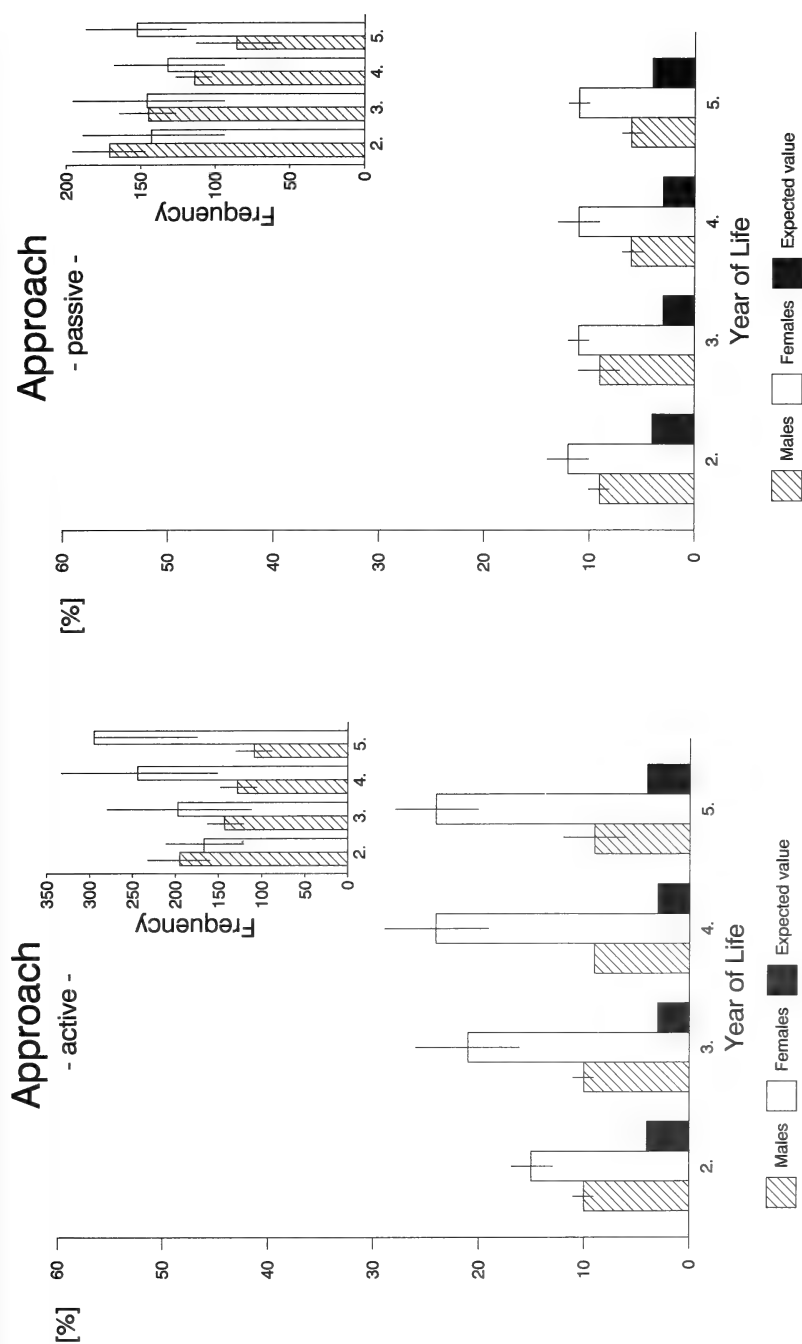 Approach
- active -
[%]
60
50
40
30
20
10
0
350
300
250
200
150
100
50
0
Frequency
2. 3. 4. 5.
2. 3. 4. 5.
Year of Life
Males Females Expected value
Approach
- passive -
[%]
60
50
40
30
20
10
0
200
150
100
50
0
Frequency
2. 3. 4. 5.
2. 3. 4. 5.
Year of Life
Males Females Expected value